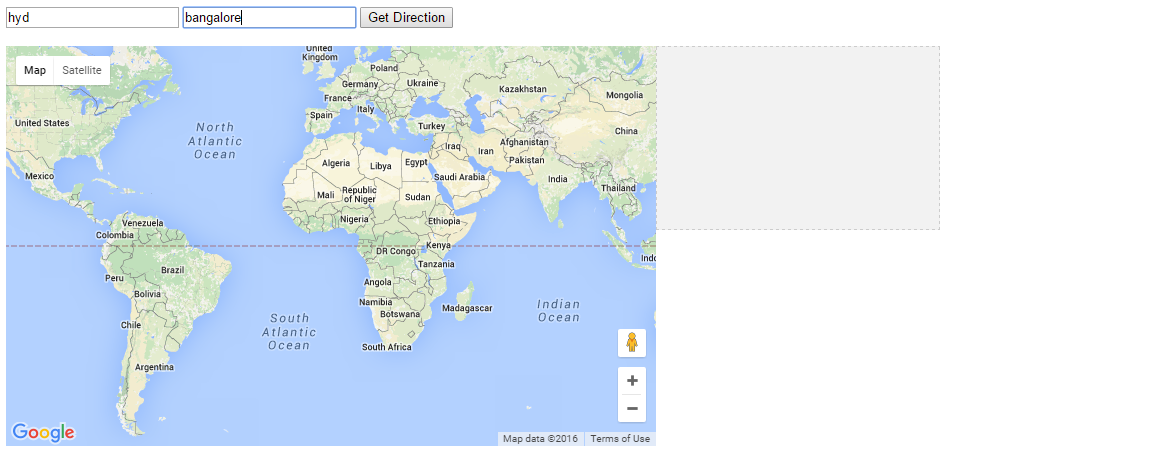 hyd bangalore Get Direction
Map Satellite
United Kingdom
Poland
Germany
Ukraine
Kazakhstan
France
Mongolia
Italy
Spain
United States
Turkey
North Atlantic Ocean
China
Afghanistan
Iraq
Iran
Pakistan
Algeria
Libya
Egypt
Mexico
Saudi Arabia
India
Thailand
Mali
Republic of Niger
Sudan
Nigeria
Ethiopia
Venezuela
Colombia
Kenya
DR Congo
Indo
Tanzania
Brazil
Peru
Angola
Bolivia
Namibia
Madagascar
Indian Ocean
Botswana
South Atlantic Ocean
Chile
South Africa
Argentina
Google
Map data ©2016 Terms of Use